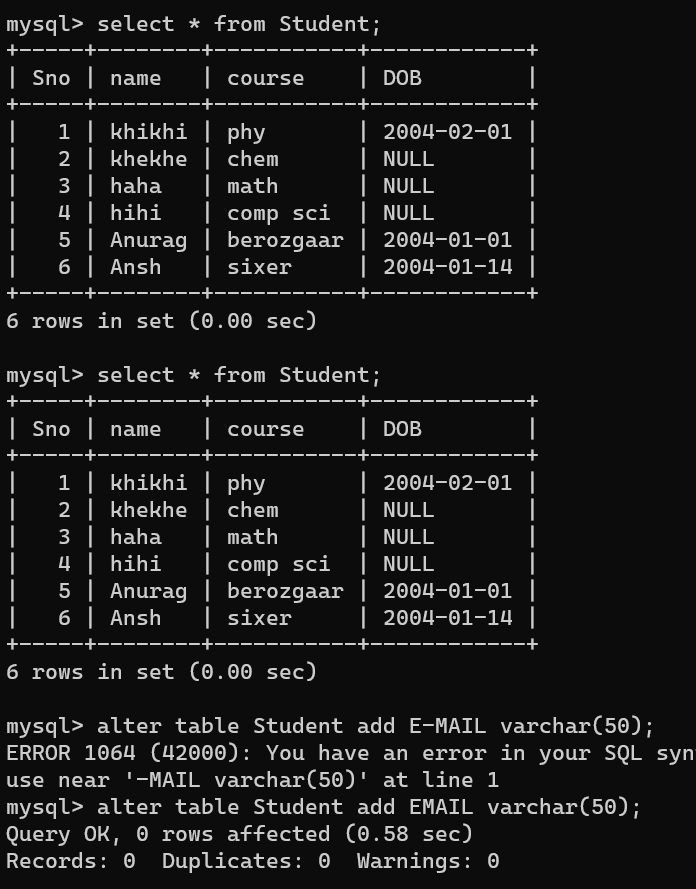 mysql> select * from Student;
+-----+--------+-----------+------------+
| Sno | name   | course    | DOB        |
+-----+--------+-----------+------------+
|   1 | khikhi | phy       | 2004-02-01 |
|   2 | khekhe | chem      | NULL       |
|   3 | haha   | math      | NULL       |
|   4 | hihi   | comp sci  | NULL       |
|   5 | Anurag | berozgaar | 2004-01-01 |
|   6 | Ansh   | sixer     | 2004-01-14 |
+-----+--------+-----------+------------+
6 rows in set (0.00 sec)
mysql> select * from Student;
+-----+--------+-----------+------------+
| Sno | name   | course    | DOB        |
+-----+--------+-----------+------------+
|   1 | khikhi | phy       | 2004-02-01 |
|   2 | khekhe | chem      | NULL       |
|   3 | haha   | math      | NULL       |
|   4 | hihi   | comp sci  | NULL       |
|   5 | Anurag | berozgaar | 2004-01-01 |
|   6 | Ansh   | sixer     | 2004-01-14 |
+-----+--------+-----------+------------+
6 rows in set (0.00 sec)
mysql> alter table Student add E-MAIL varchar(50);
ERROR 1064 (42000): You have an error in your SQL syn
use near '-MAIL varchar(50)' at line 1
mysql> alter table Student add EMAIL varchar(50);
Query OK, 0 rows affected (0.58 sec)
Records: 0  Duplicates: 0  Warnings: 0